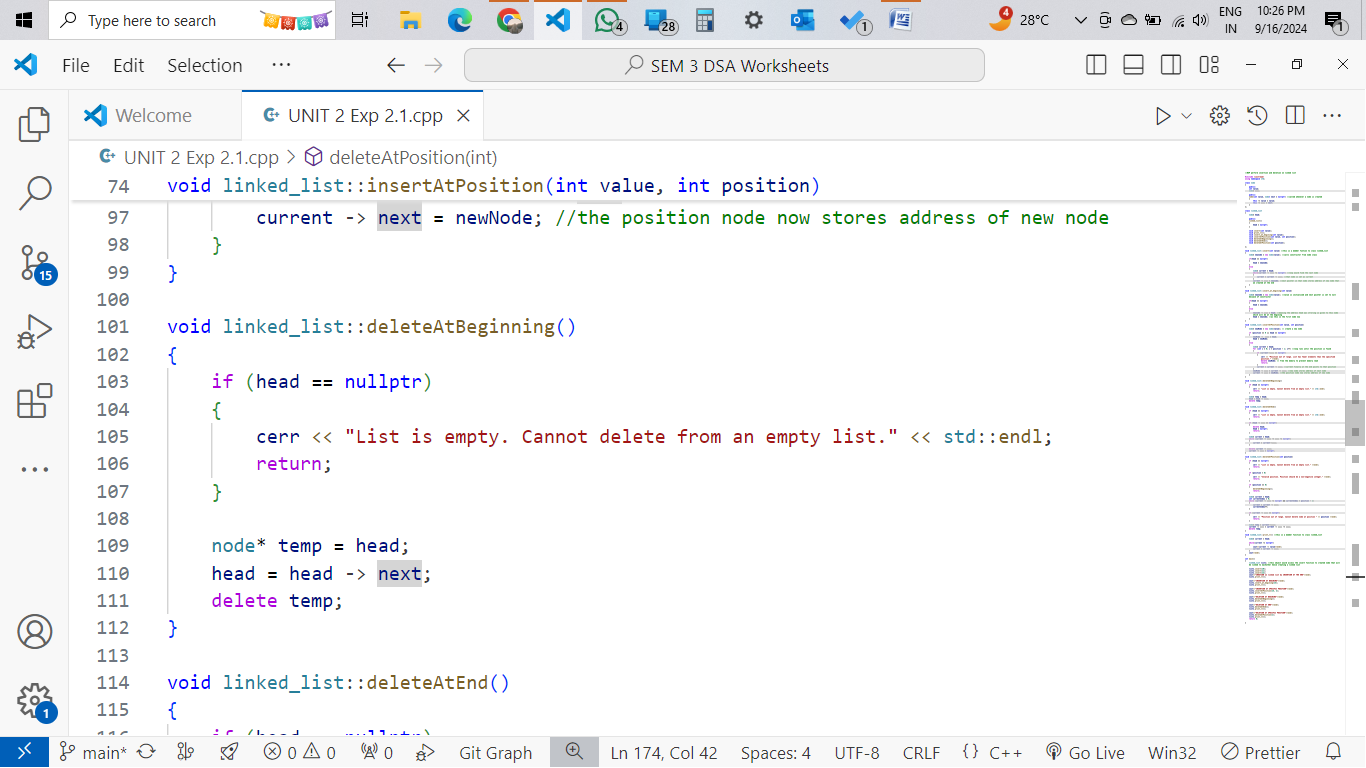 Type here to search
4
28
1
4
28°C
ENG
IN
10:26 PM
9/16/2024
1
File Edit Selection ···
SEM 3 DSA Worksheets
Welcome
UNIT 2 Exp 2.1.cpp
UNIT 2 Exp 2.1.cpp > deleteAtPosition(int)
74 void linked_list::insertAtPosition(int value, int position)
97 current -> next = newNode; //the position node now stores address of new node
98 }
99 }
100
101 void linked_list::deleteAtBeginning()
102 {
103 if (head == nullptr)
104 {
105 cerr << "List is empty. Cannot delete from an empty list." << std::endl;
106 return;
107 }
108
109 node* temp = head;
110 head = head -> next;
111 delete temp;
112 }
113
114 void linked_list::deleteAtEnd()
115 {
116 if (head == nullptr)
15
1
main* 0 0 0 Git Graph Ln 174, Col 42 Spaces: 4 UTF-8 CRLF {} C++ Go Live Win32 Prettier